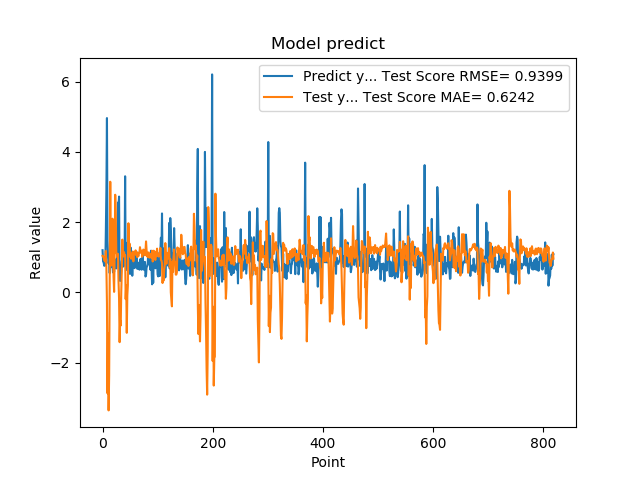 Model predict
Predict y... Test Score RMSE= 0.9399
Test y... Test Score MAE= 0.6242
6
4
2
0
−2
Real value
0 200 400 600 800
Point